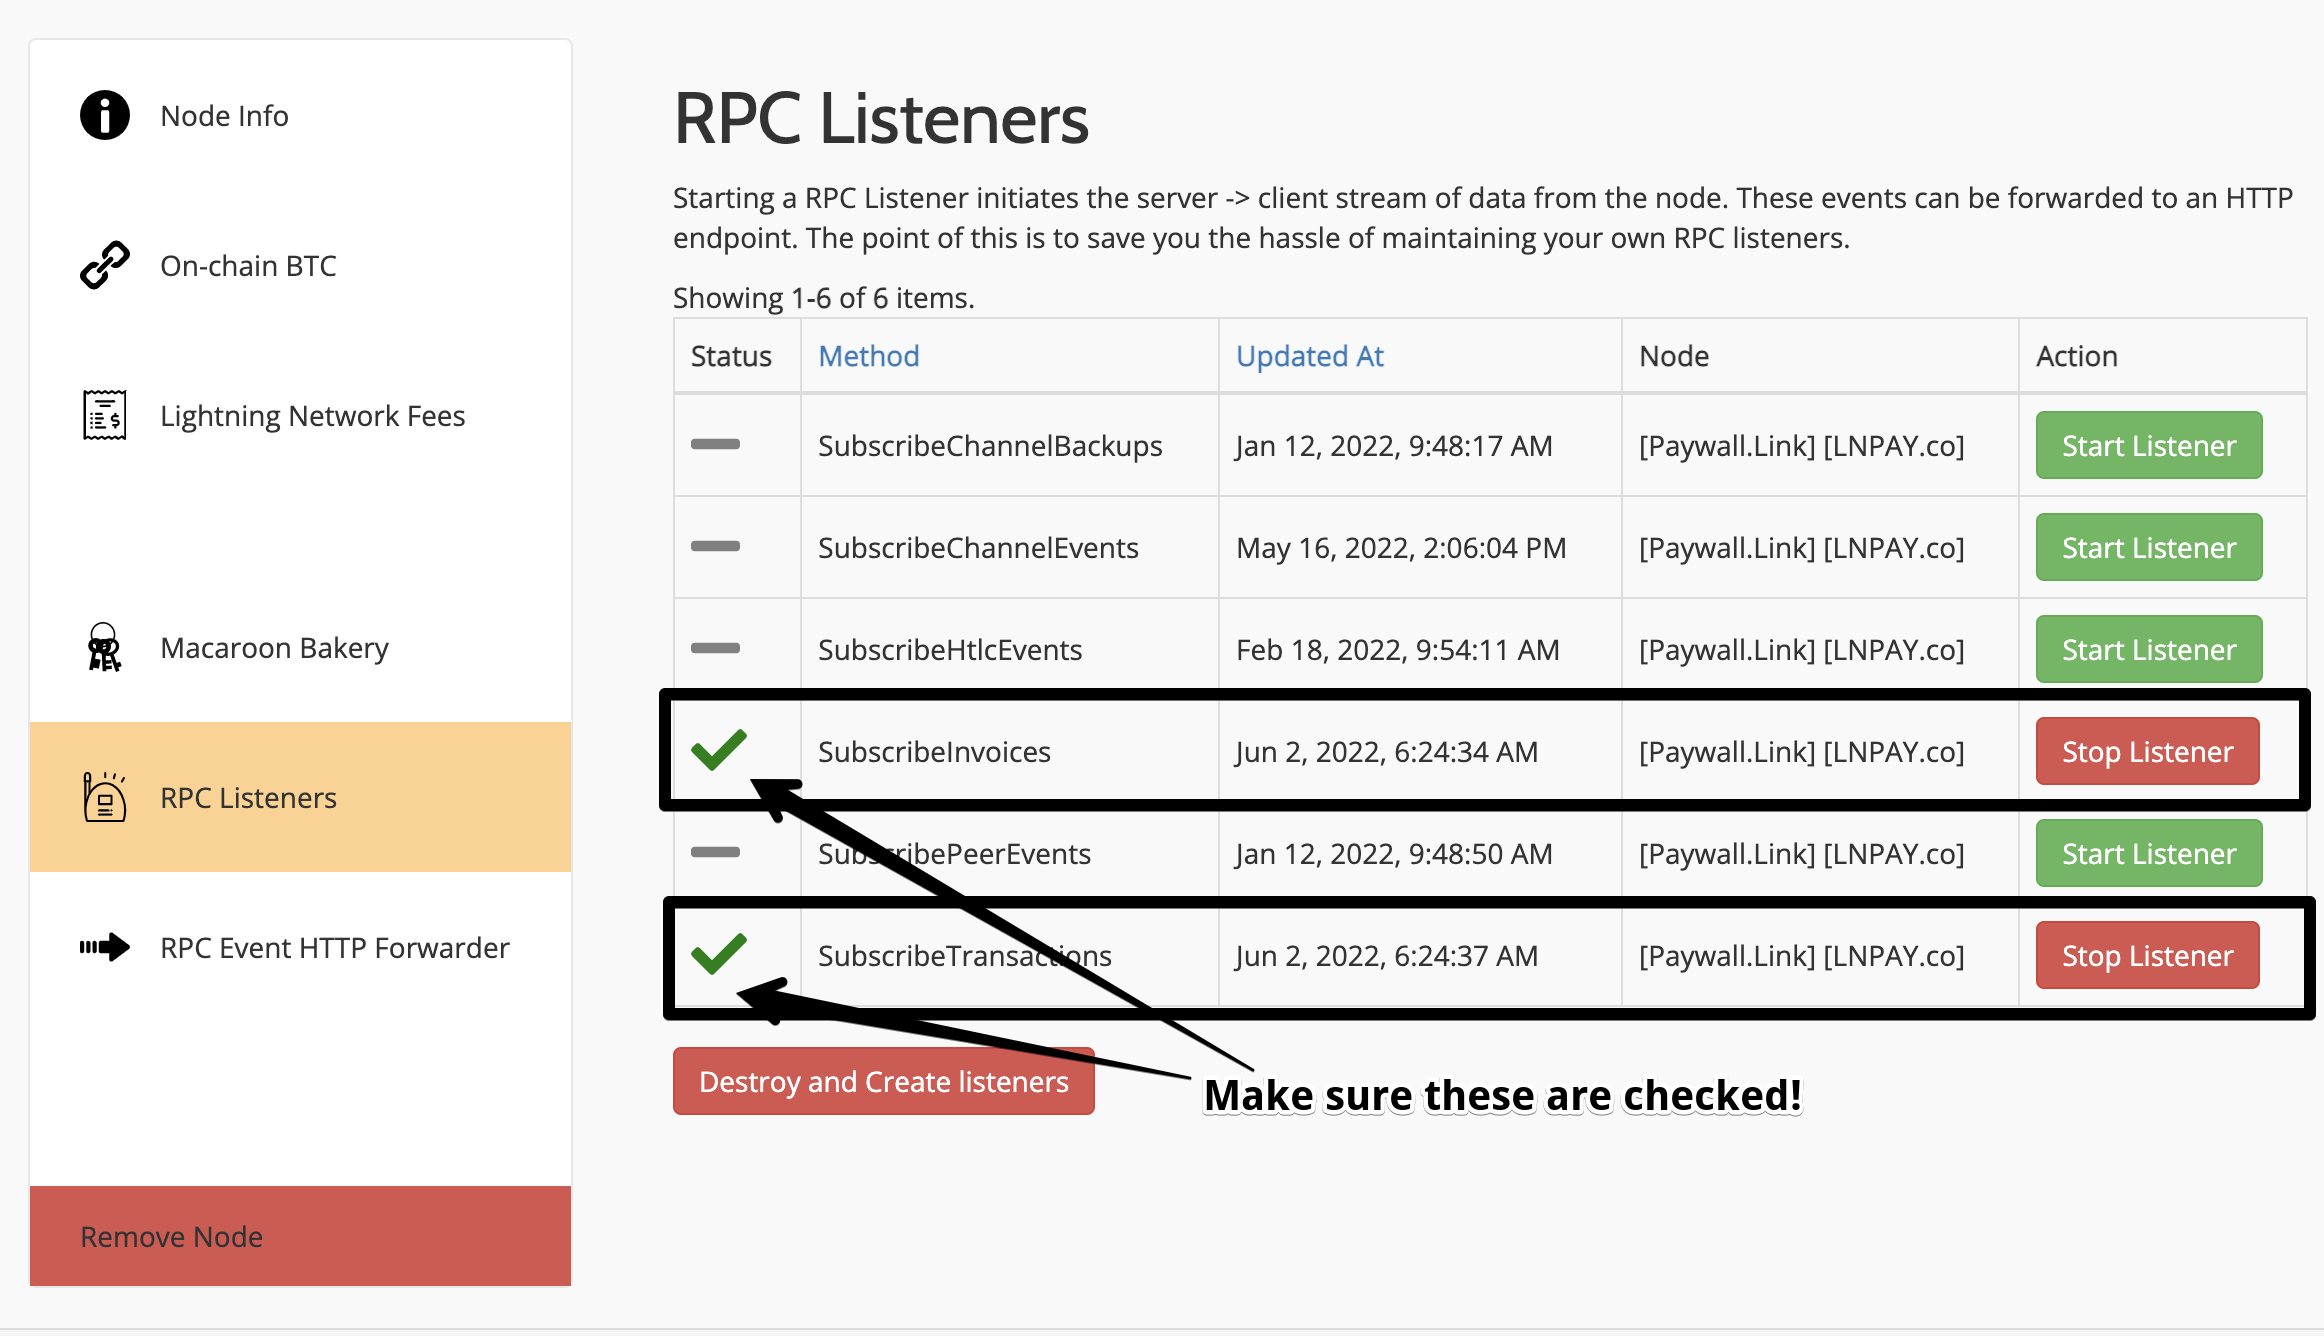 Node Info
On-chain BTC
Lightning Network Fees
Macaroon Bakery
RPC Listeners
RPC Event HTTP Forwarder
Remove Node
RPC Listeners
Starting a RPC Listener initiates the server -> client stream of data from the node. These events can be forwarded to an HTTP
endpoint. The point of this is to save you the hassle of maintaining your own RPC listeners.
Showing 1-6 of 6 items.
Status Method Updated At Node Action
SubscribeChannelBackups Jan 12, 2022, 9:48:17 AM [Paywall.Link] [LNPAY.co] Start Listener
SubscribeChannelEvents May 16, 2022, 2:06:04 PM [Paywall.Link] [LNPAY.co] Start Listener
SubscribeHtlcEvents Feb 18, 2022, 9:54:11 AM [Paywall.Link] [LNPAY.co] Start Listener
SubscribeInvoices Jun 2, 2022, 6:24:34 AM [Paywall.Link] [LNPAY.co] Stop Listener
SubscribePeerEvents Jan 12, 2022, 9:48:50 AM [Paywall.Link] [LNPAY.co] Start Listener
SubscribeTransactions Jun 2, 2022, 6:24:37 AM [Paywall.Link] [LNPAY.co] Stop Listener
Destroy and Create listeners
Make sure these are checked!